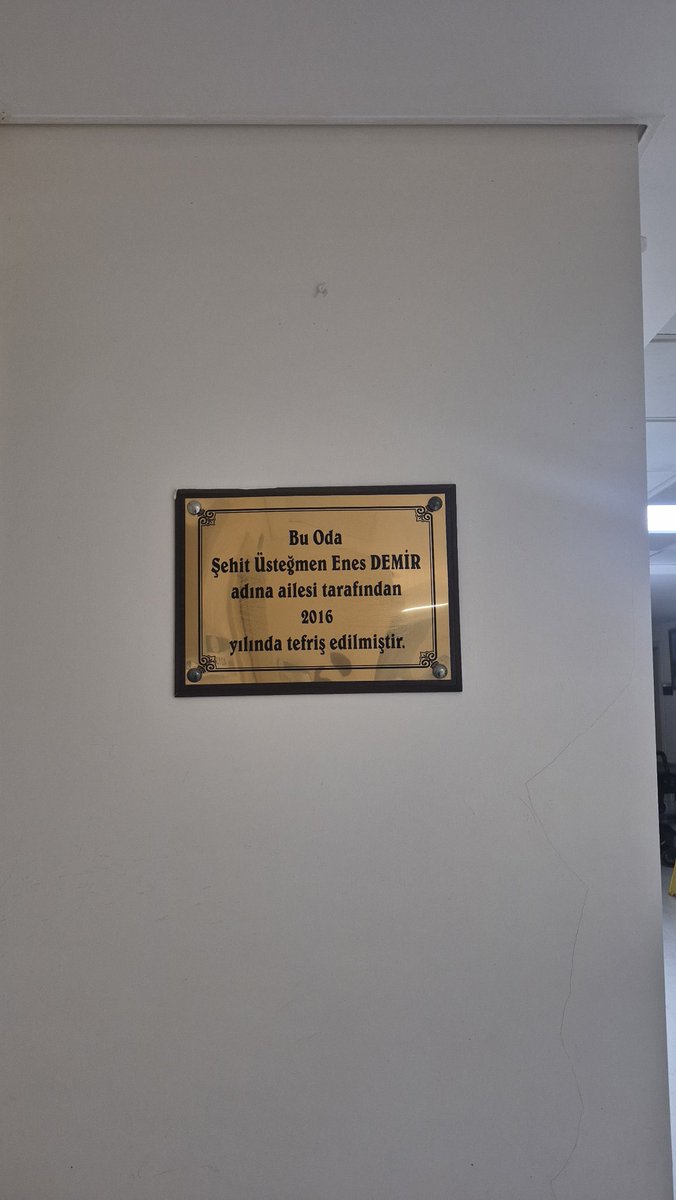 Bu Oda
Şehit Üsteğmen Enes DEMİR
adına ailesi tarafından
2016
yılında tefriş edilmiştir.